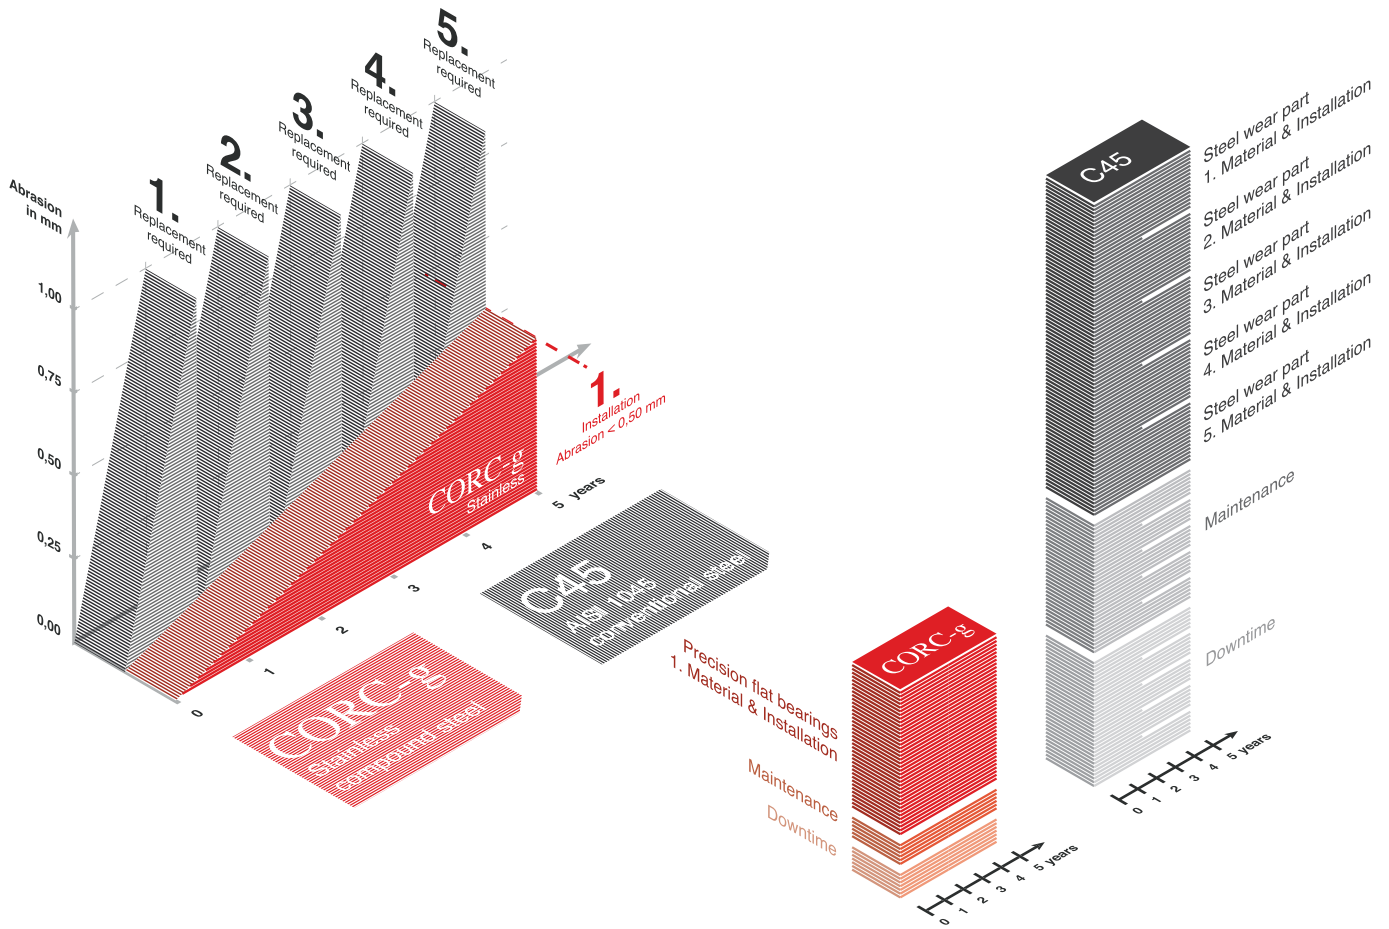 5.
Replacement
required
4.
Replacement
required
3.
Replacement
required
2.
Replacement
required
1.
Replacement
required
Abrasion
in mm
1,00
0,75
0,50
0,25
0,00
0
1
2
3
4
5 years
CORC-g
Stainless
1.
Installation
Abrasion < 0,50 mm
C45
AISI 1045
conventional steel
CORC-g
Stainless
compound steel
CORC-g
Precision flat bearings
1. Material & Installation
Maintenance
Downtime
0 1 2 3 4 5 years
C45
Steel wear part
1. Material & Installation
Steel wear part
2. Material & Installation
Steel wear part
3. Material & Installation
Steel wear part
4. Material & Installation
Steel wear part
5. Material & Installation
Maintenance
Downtime
0 1 2 3 4 5 years